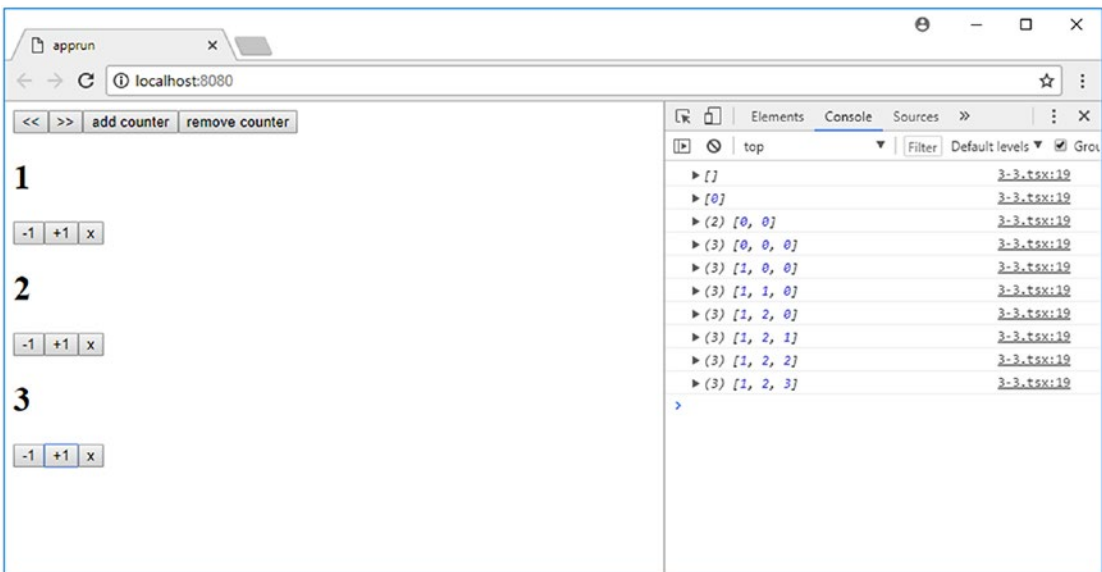 apprun
localhost:8080
<< >> add counter remove counter
1
-1 +1 x
2
-1 +1 x
3
-1 +1 x
Elements Console Sources »
top Filter Default levels Grou
[] 3-3.tsx:19
[0] 3-3.tsx:19
(2) [0, 0] 3-3.tsx:19
(3) [0, 0, 0] 3-3.tsx:19
(3) [1, 0, 0] 3-3.tsx:19
(3) [1, 1, 0] 3-3.tsx:19
(3) [1, 2, 0] 3-3.tsx:19
(3) [1, 2, 1] 3-3.tsx:19
(3) [1, 2, 2] 3-3.tsx:19
(3) [1, 2, 3] 3-3.tsx:19
>